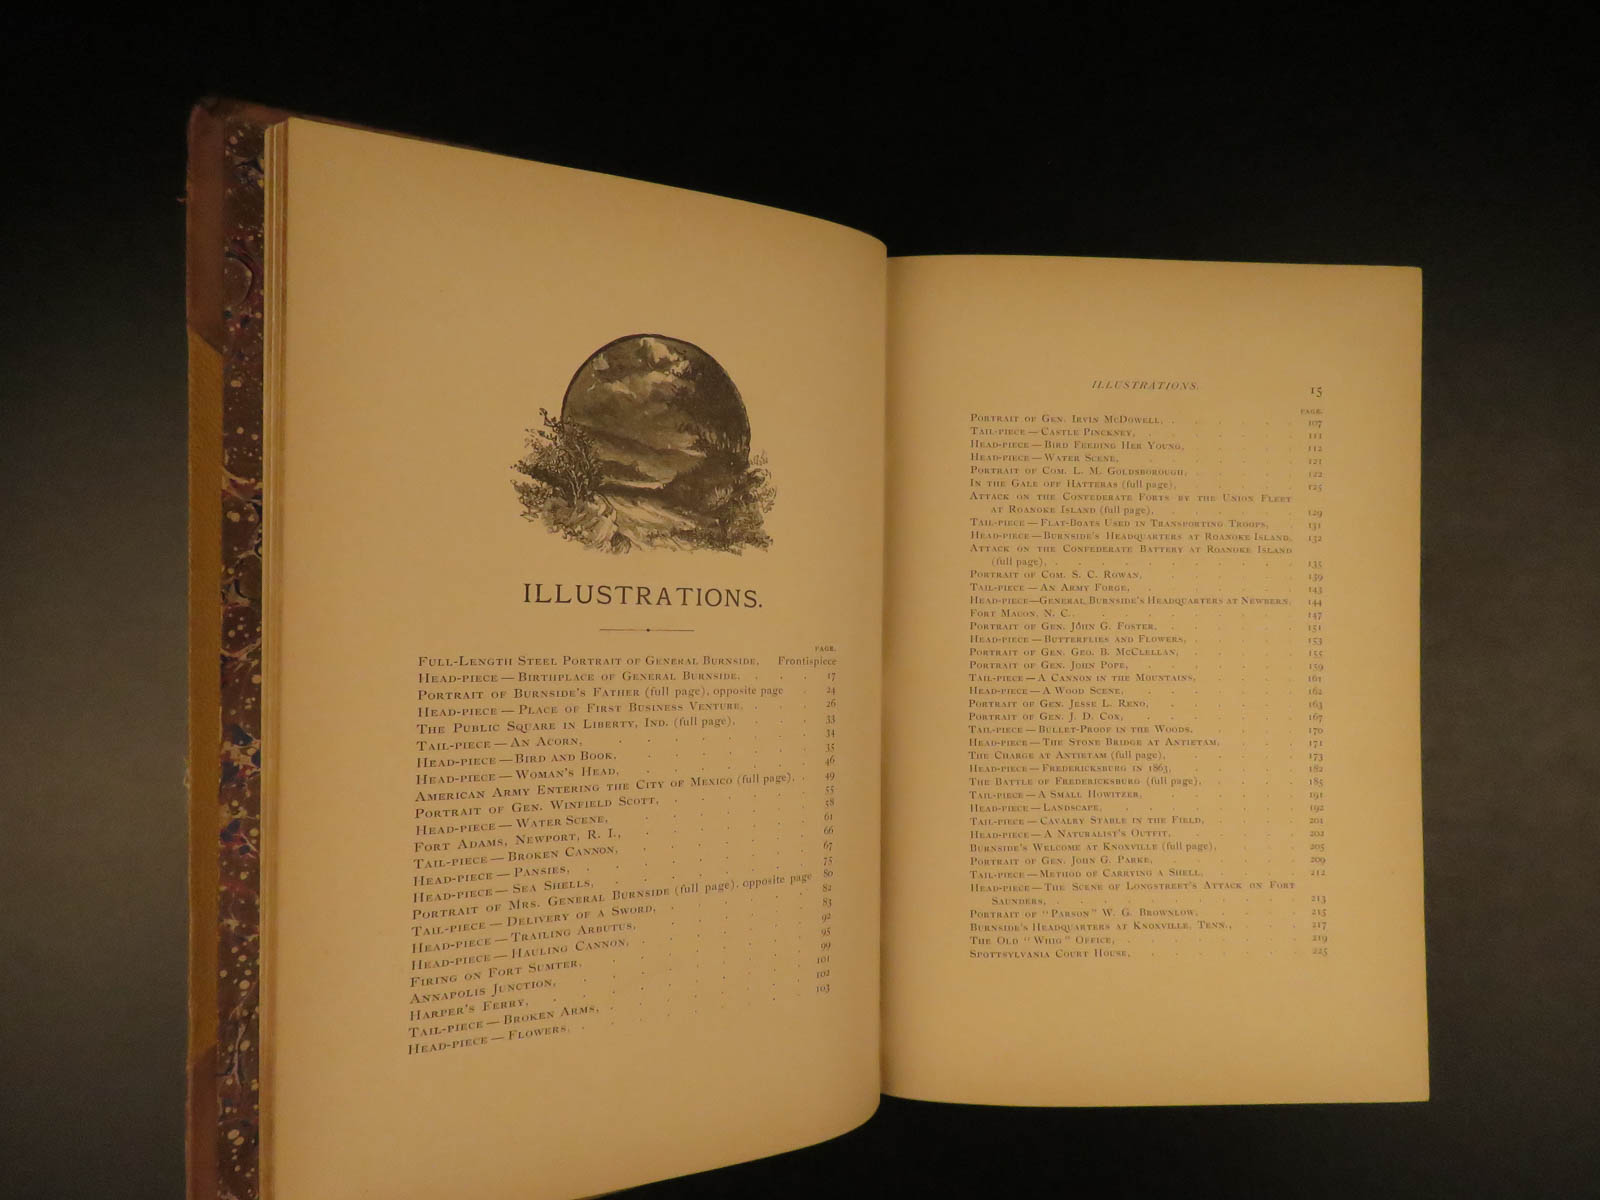 ILLUSTRATIONS.
PAGE.
Full-Length Steel Portrait of General Burnside, Frontispiece
Head-piece — Birthplace of General Burnside, . . . 17
Portrait of Burnside's Father (full page), opposite page . 24
Head-piece — Place of First Business Venture, . . . 26
The Public Square in Liberty, Ind. (full page), . . . 33
Tail-piece — An Acorn, . . . . . . . 34
Head-piece — Bird and Book, . . . . . . 35
Head-piece — Woman's Head, . . . . . . 46
American Army Entering the City of Mexico (full page), . 49
Portrait of Gen. Winfield Scott, . . . . . 55
Head-piece — Water Scene, . . . . . . 58
Fort Adams, Newport, R. I., . . . . . . 61
Tail-piece — Broken Cannon, . . . . . . 66
Head-piece — Pansies, . . . . . . . 67
Head-piece — Sea Shells, . . . . . . . 75
Portrait of Mrs. General Burnside (full page), opposite page 80
Tail-piece — Delivery of a Sword, . . . . . 82
Head-piece — Trailing Arbutus, . . . . . . 83
Head-piece — Hauling Cannon, . . . . . . 92
Firing on Fort Sumter, . . . . . . . 95
Annapolis Junction, . . . . . . . 99
Harper's Ferry, . . . . . . . . 101
Tail-piece — Broken Arms, . . . . . . 102
Head-piece — Flowers, . . . . . . . 103
ILLUSTRATIONS. 15
PAGE.
Portrait of Gen. Irvin McDowell, . . . . . 107
Tail-piece — Castle Pinckney, . . . . . . 111
Head-piece — Bird Feeding Her Young, . . . . 112
Head-piece — Water Scene, . . . . . . 121
Portrait of Com. L. M. Goldsborough, . . . . 122
In the Gale off Hatteras (full page), . . . . 125
Attack on the Confederate Forts by the Union Fleet
at Roanoke Island (full page), . . . . . 129
Tail-piece — Flat-Boats Used in Transporting Troops, . 131
Head-piece — Burnside's Headquarters at Roanoke Island, 132
Attack on the Confederate Battery at Roanoke Island
(full page), . . . . . . . . . 135
Portrait of Com. S. C. Rowan, . . . . . . 139
Tail-piece — An Army Forge, . . . . . . 143
Head-piece—General Burnside's Headquarters at Newbern, 144
Fort Macon, N. C., . . . . . . . . 147
Portrait of Gen. John G. Foster, . . . . . 151
Head-piece — Butterflies and Flowers, . . . . 153
Portrait of Gen. Geo. B. McClellan, . . . . 155
Portrait of Gen. John Pope, . . . . . . 159
Tail-piece — A Cannon in the Mountains, . . . . 161
Head-piece — A Wood Scene, . . . . . . 162
Portrait of Gen. Jesse L. Reno, . . . . . 163
Portrait of Gen. J. D. Cox, . . . . . . 167
Tail-piece — Bullet-Proof in the Woods, . . . . 170
Head-piece — The Stone Bridge at Antietam, . . . 171
The Charge at Antietam (full page), . . . . 173
Head-piece — Fredericksburg in 1863, . . . . 182
The Battle of Fredericksburg (full page), . . . 185
Tail-piece — A Small Howitzer, . . . . . . 191
Head-piece — Landscape, . . . . . . . 192
Tail-piece — Cavalry Stable in the Field, . . . 201
Head-piece — A Naturalist's Outfit, . . . . . 202
Burnside's Welcome at Knoxville (full page), . . . 205
Portrait of Gen. John G. Parke, . . . . . 209
Tail-piece — Method of Carrying a Shell, . . . . 212
Head-piece — The Scene of Longstreet's Attack on Fort
Saunders, . . . . . . . . . 213
Portrait of "Parson" W. G. Brownlow, . . . . 215
Burnside's Headquarters at Knoxville, Tenn., . . . 217
The Old "Whig" Office, . . . . . . . 219
Spottsylvania Court House, . . . . . . 225